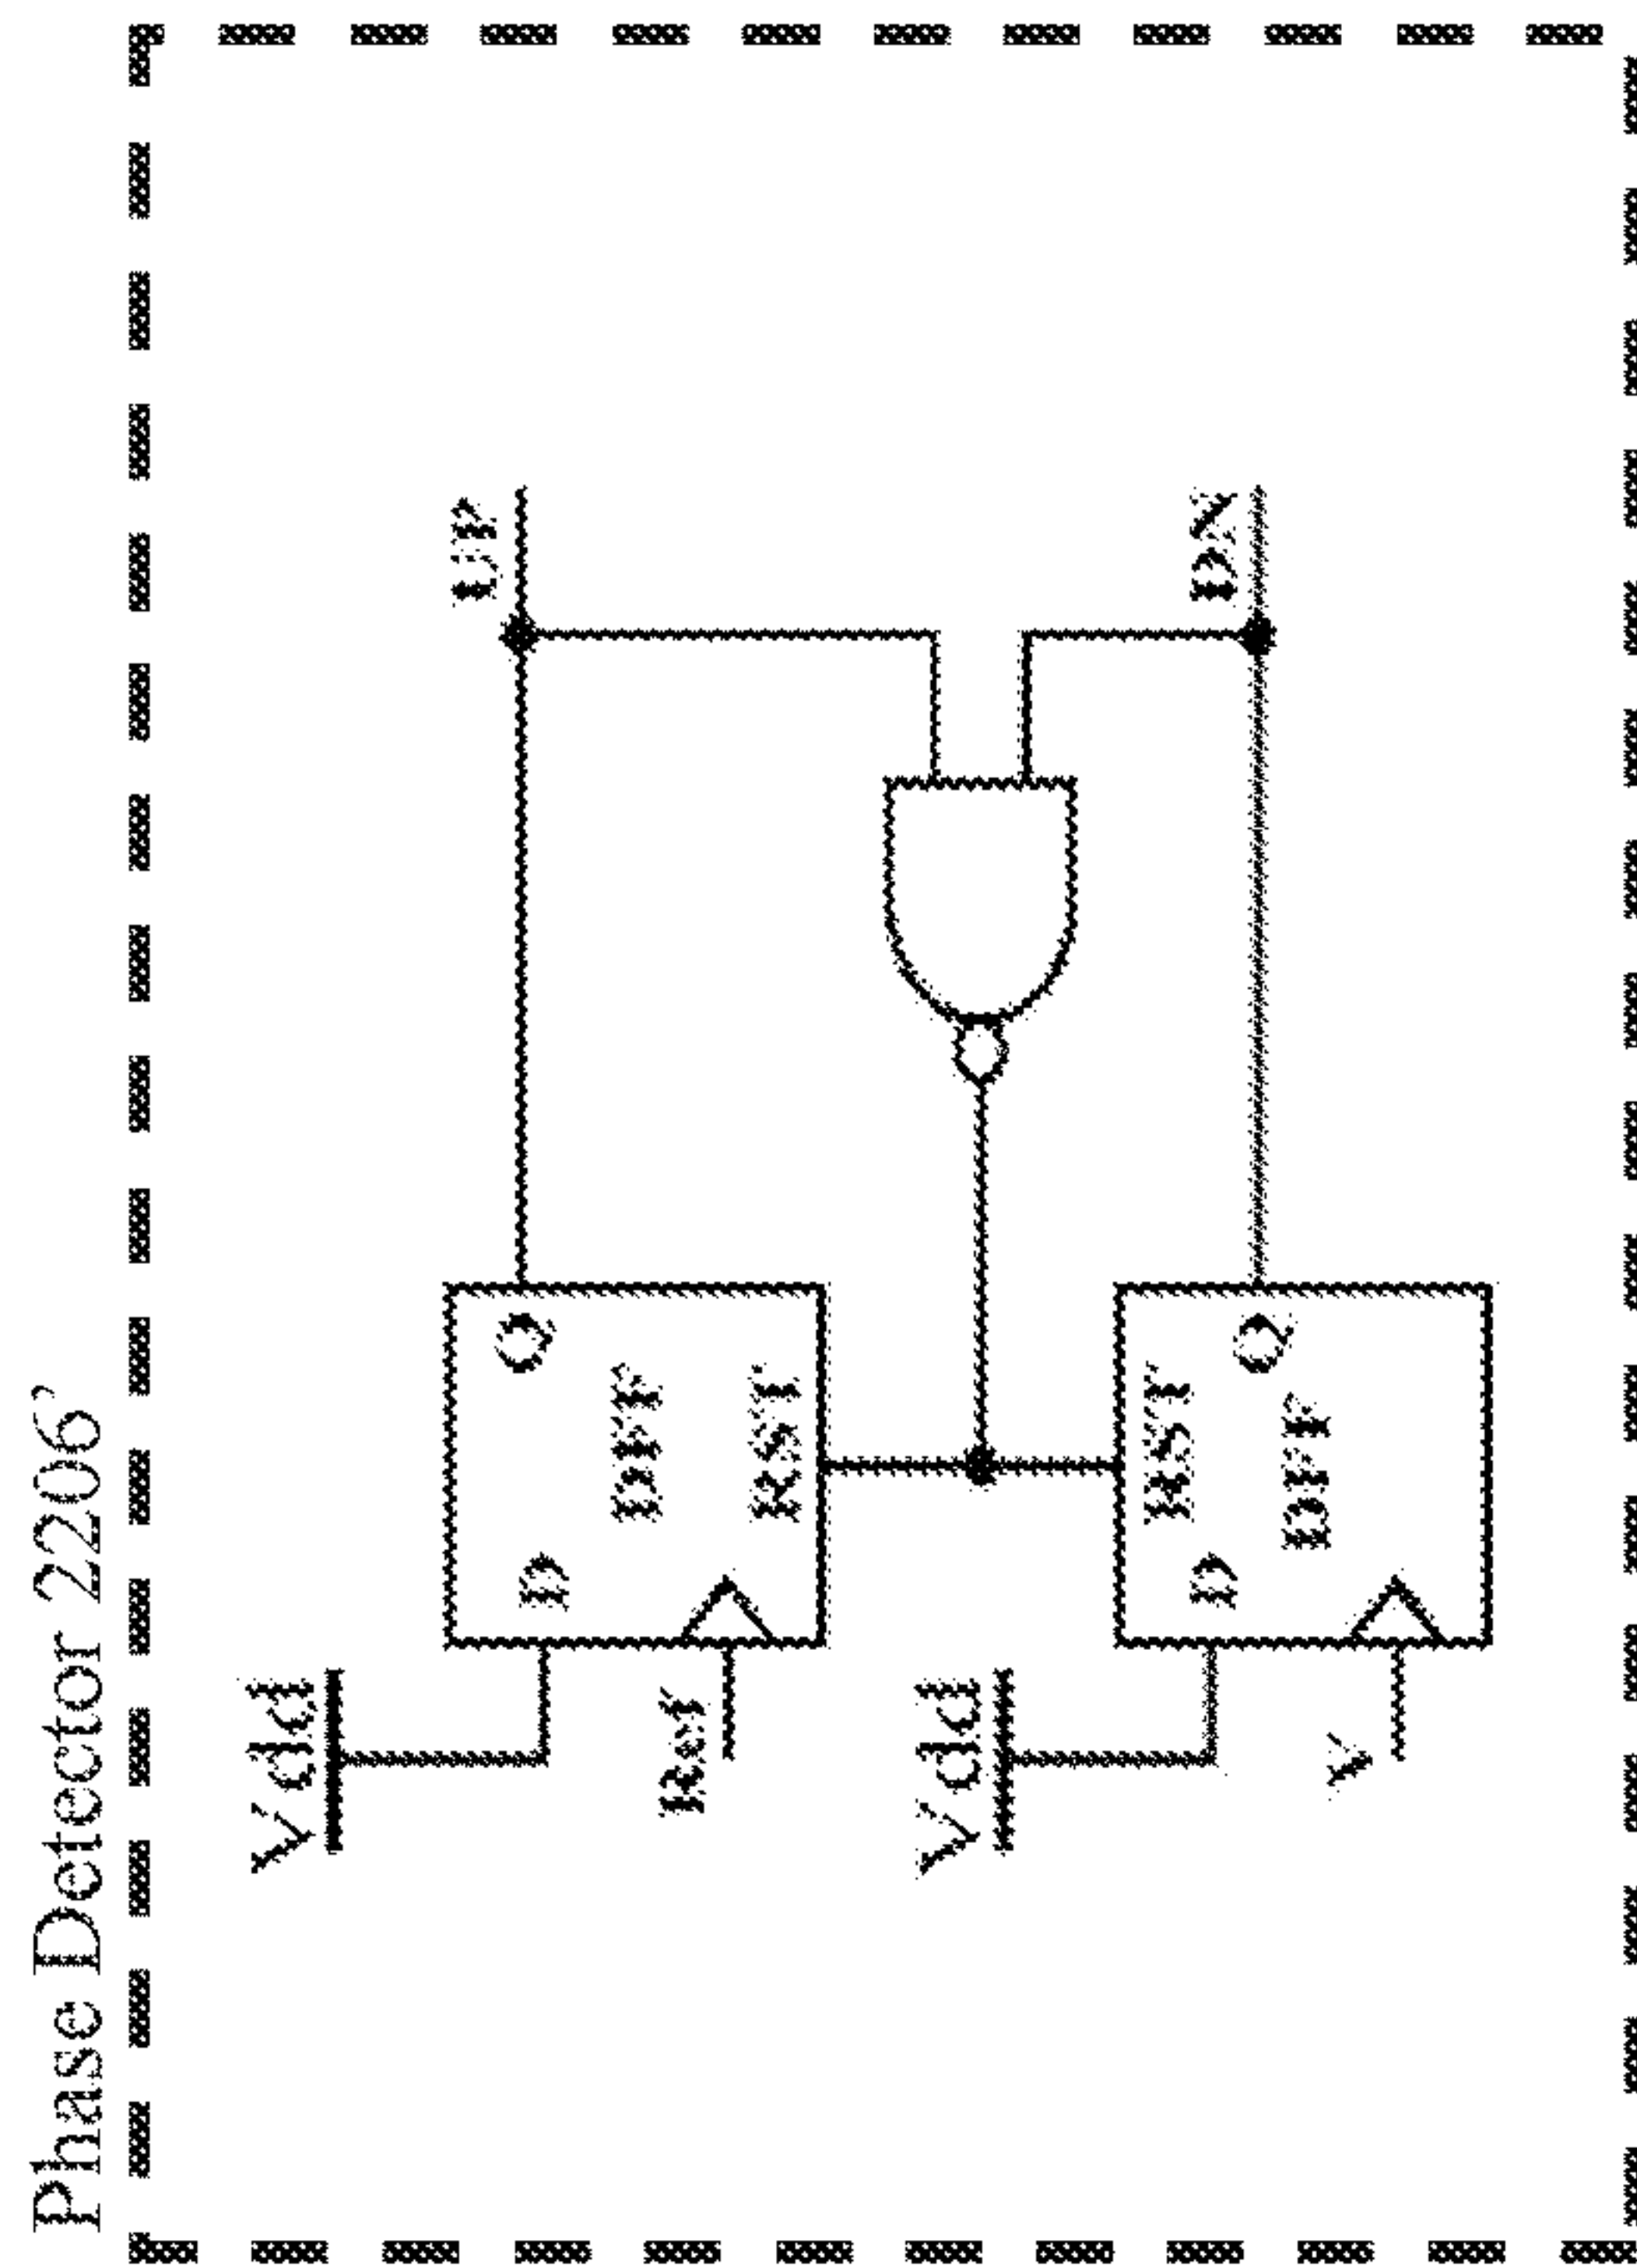 Phase Detector 2206'
Vdd
D
Q
UP
DFF
Ref
RST
Vdd
RST
D
Q
DN
DFF
V